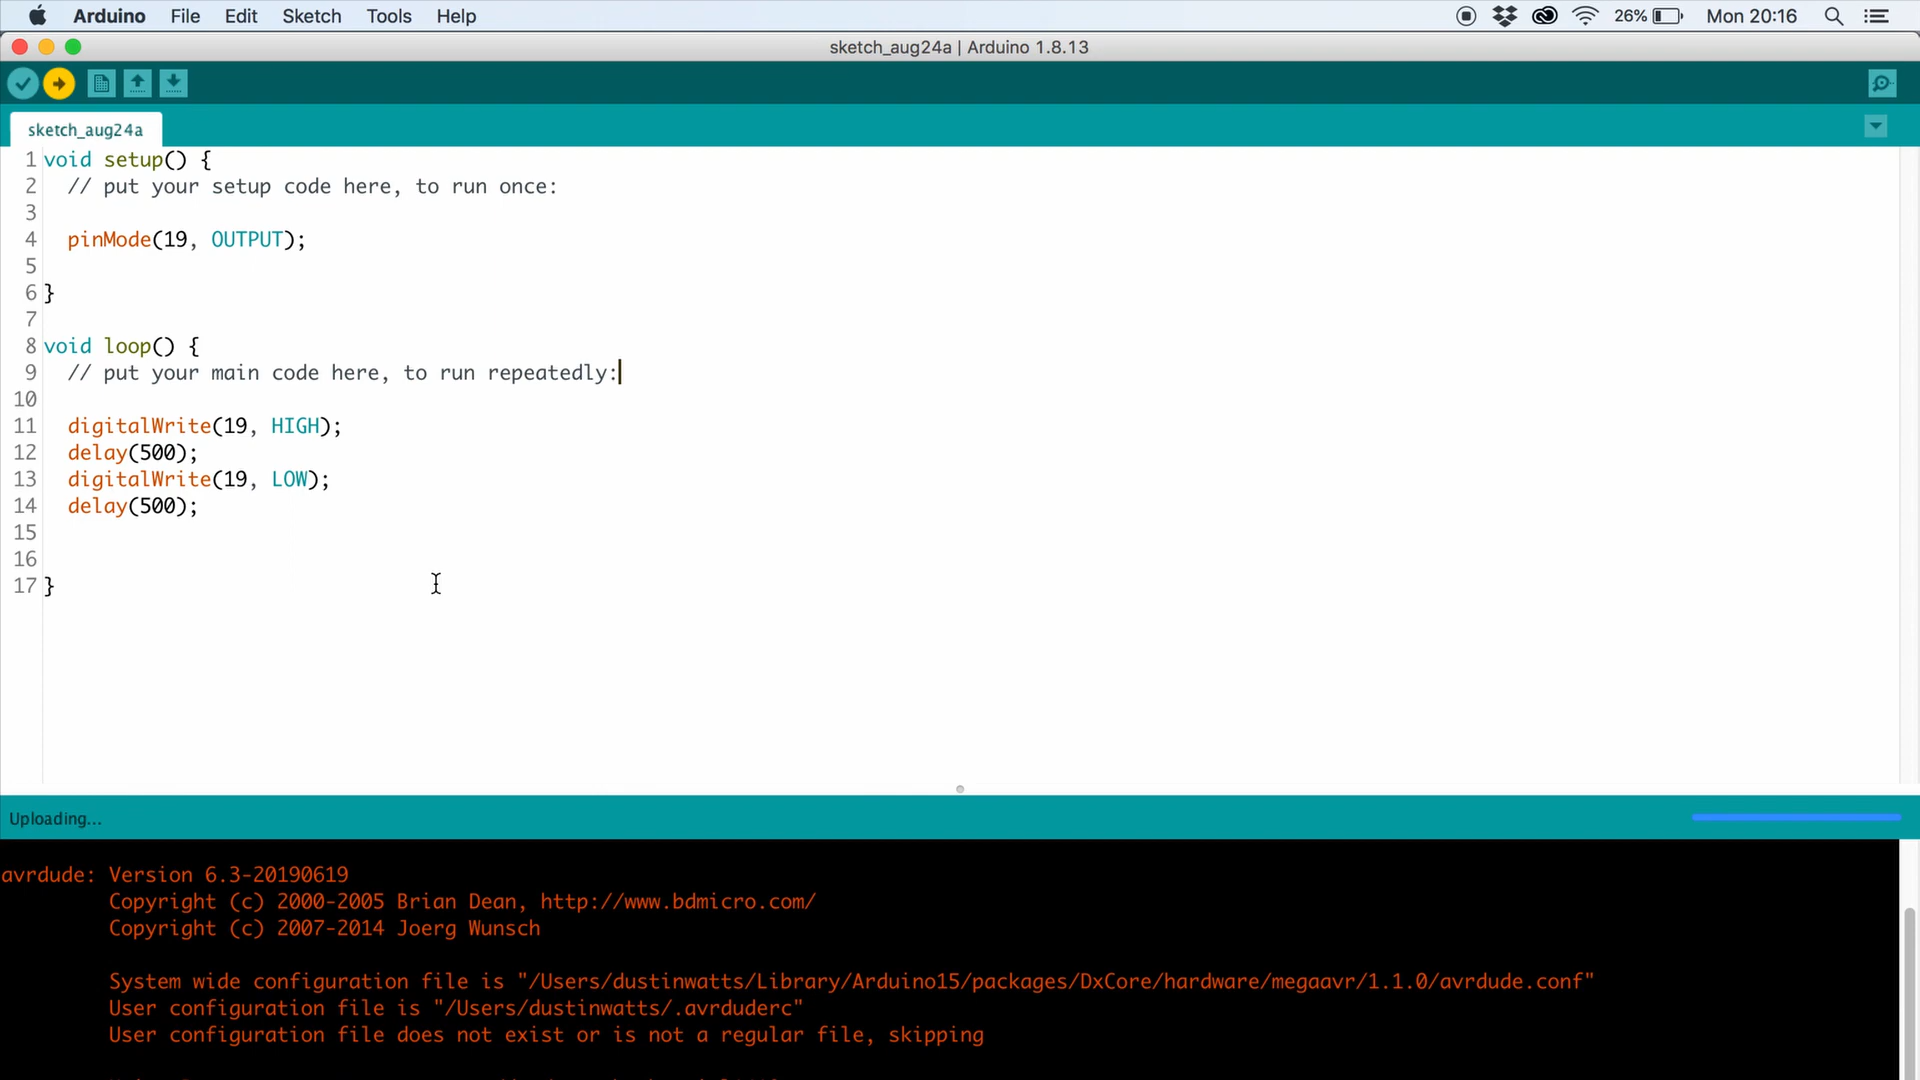 Arduino File Edit Sketch Tools Help 26% Mon 20:16
sketch_aug24a | Arduino 1.8.13
sketch_aug24a
1 void setup() {
2 // put your setup code here, to run once:
3
4 pinMode(19, OUTPUT);
5
6 }
7
8 void loop() {
9 // put your main code here, to run repeatedly:
10
11 digitalWrite(19, HIGH);
12 delay(500);
13 digitalWrite(19, LOW);
14 delay(500);
15
16
17 }
Uploading...
avrdude: Version 6.3-20190619
Copyright (c) 2000-2005 Brian Dean, http://www.bdmicro.com/
Copyright (c) 2007-2014 Joerg Wunsch
System wide configuration file is "/Users/dustinwatts/Library/Arduino15/packages/DxCore/hardware/megaavr/1.1.0/avrdude.conf"
User configuration file is "/Users/dustinwatts/.avrduderc"
User configuration file does not exist or is not a regular file, skipping